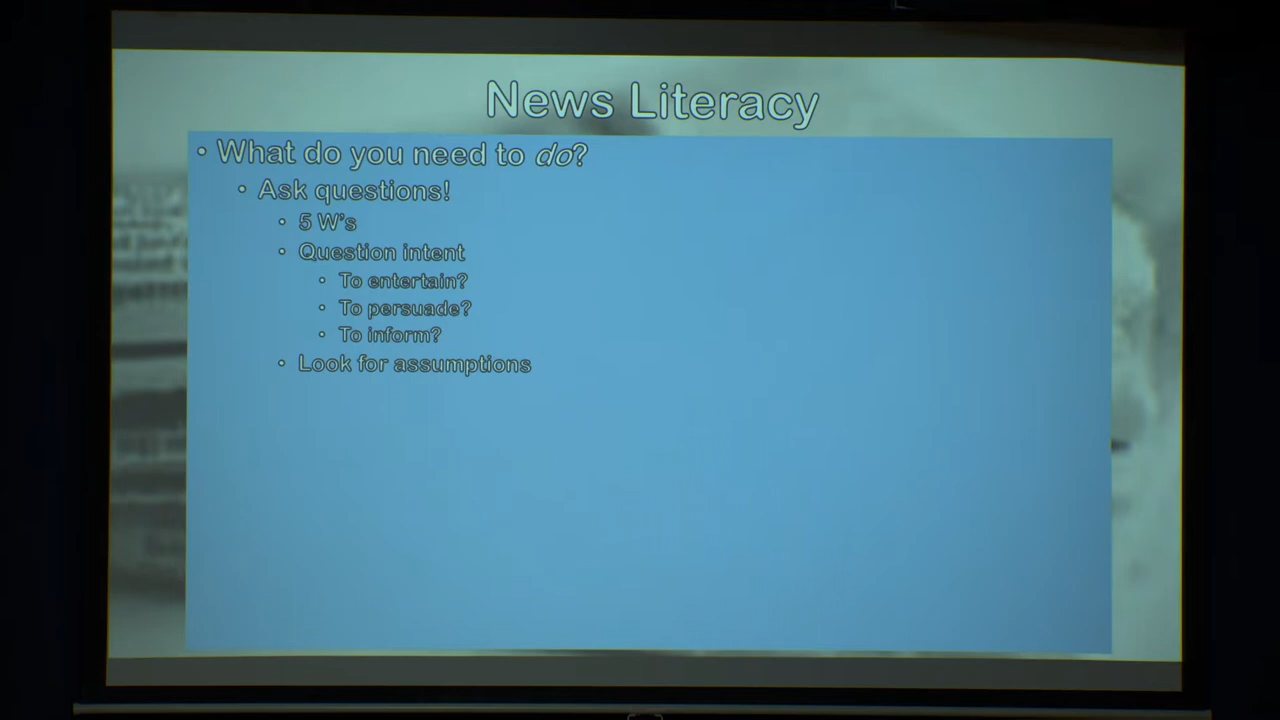 News Literacy
• What do you need to do?
• Ask questions!
• 5 W's
• Question intent
• To entertain?
• To persuade?
• To inform?
• Look for assumptions